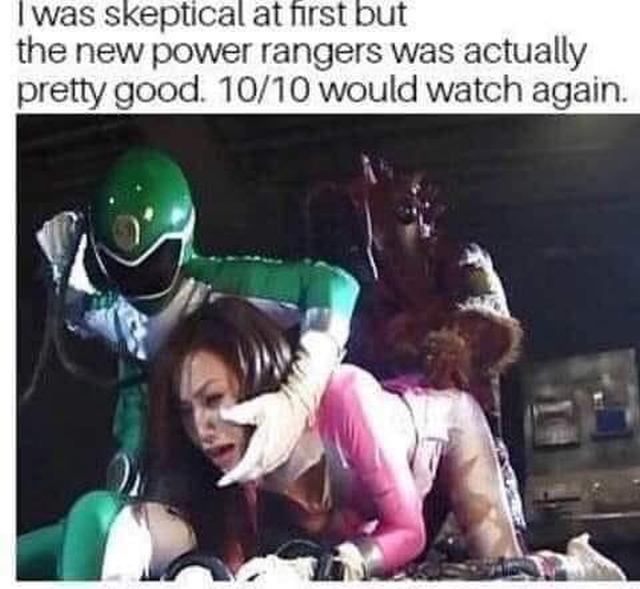 I was skeptical at first but
the new power rangers was actually
pretty good. 10/10 would watch again.